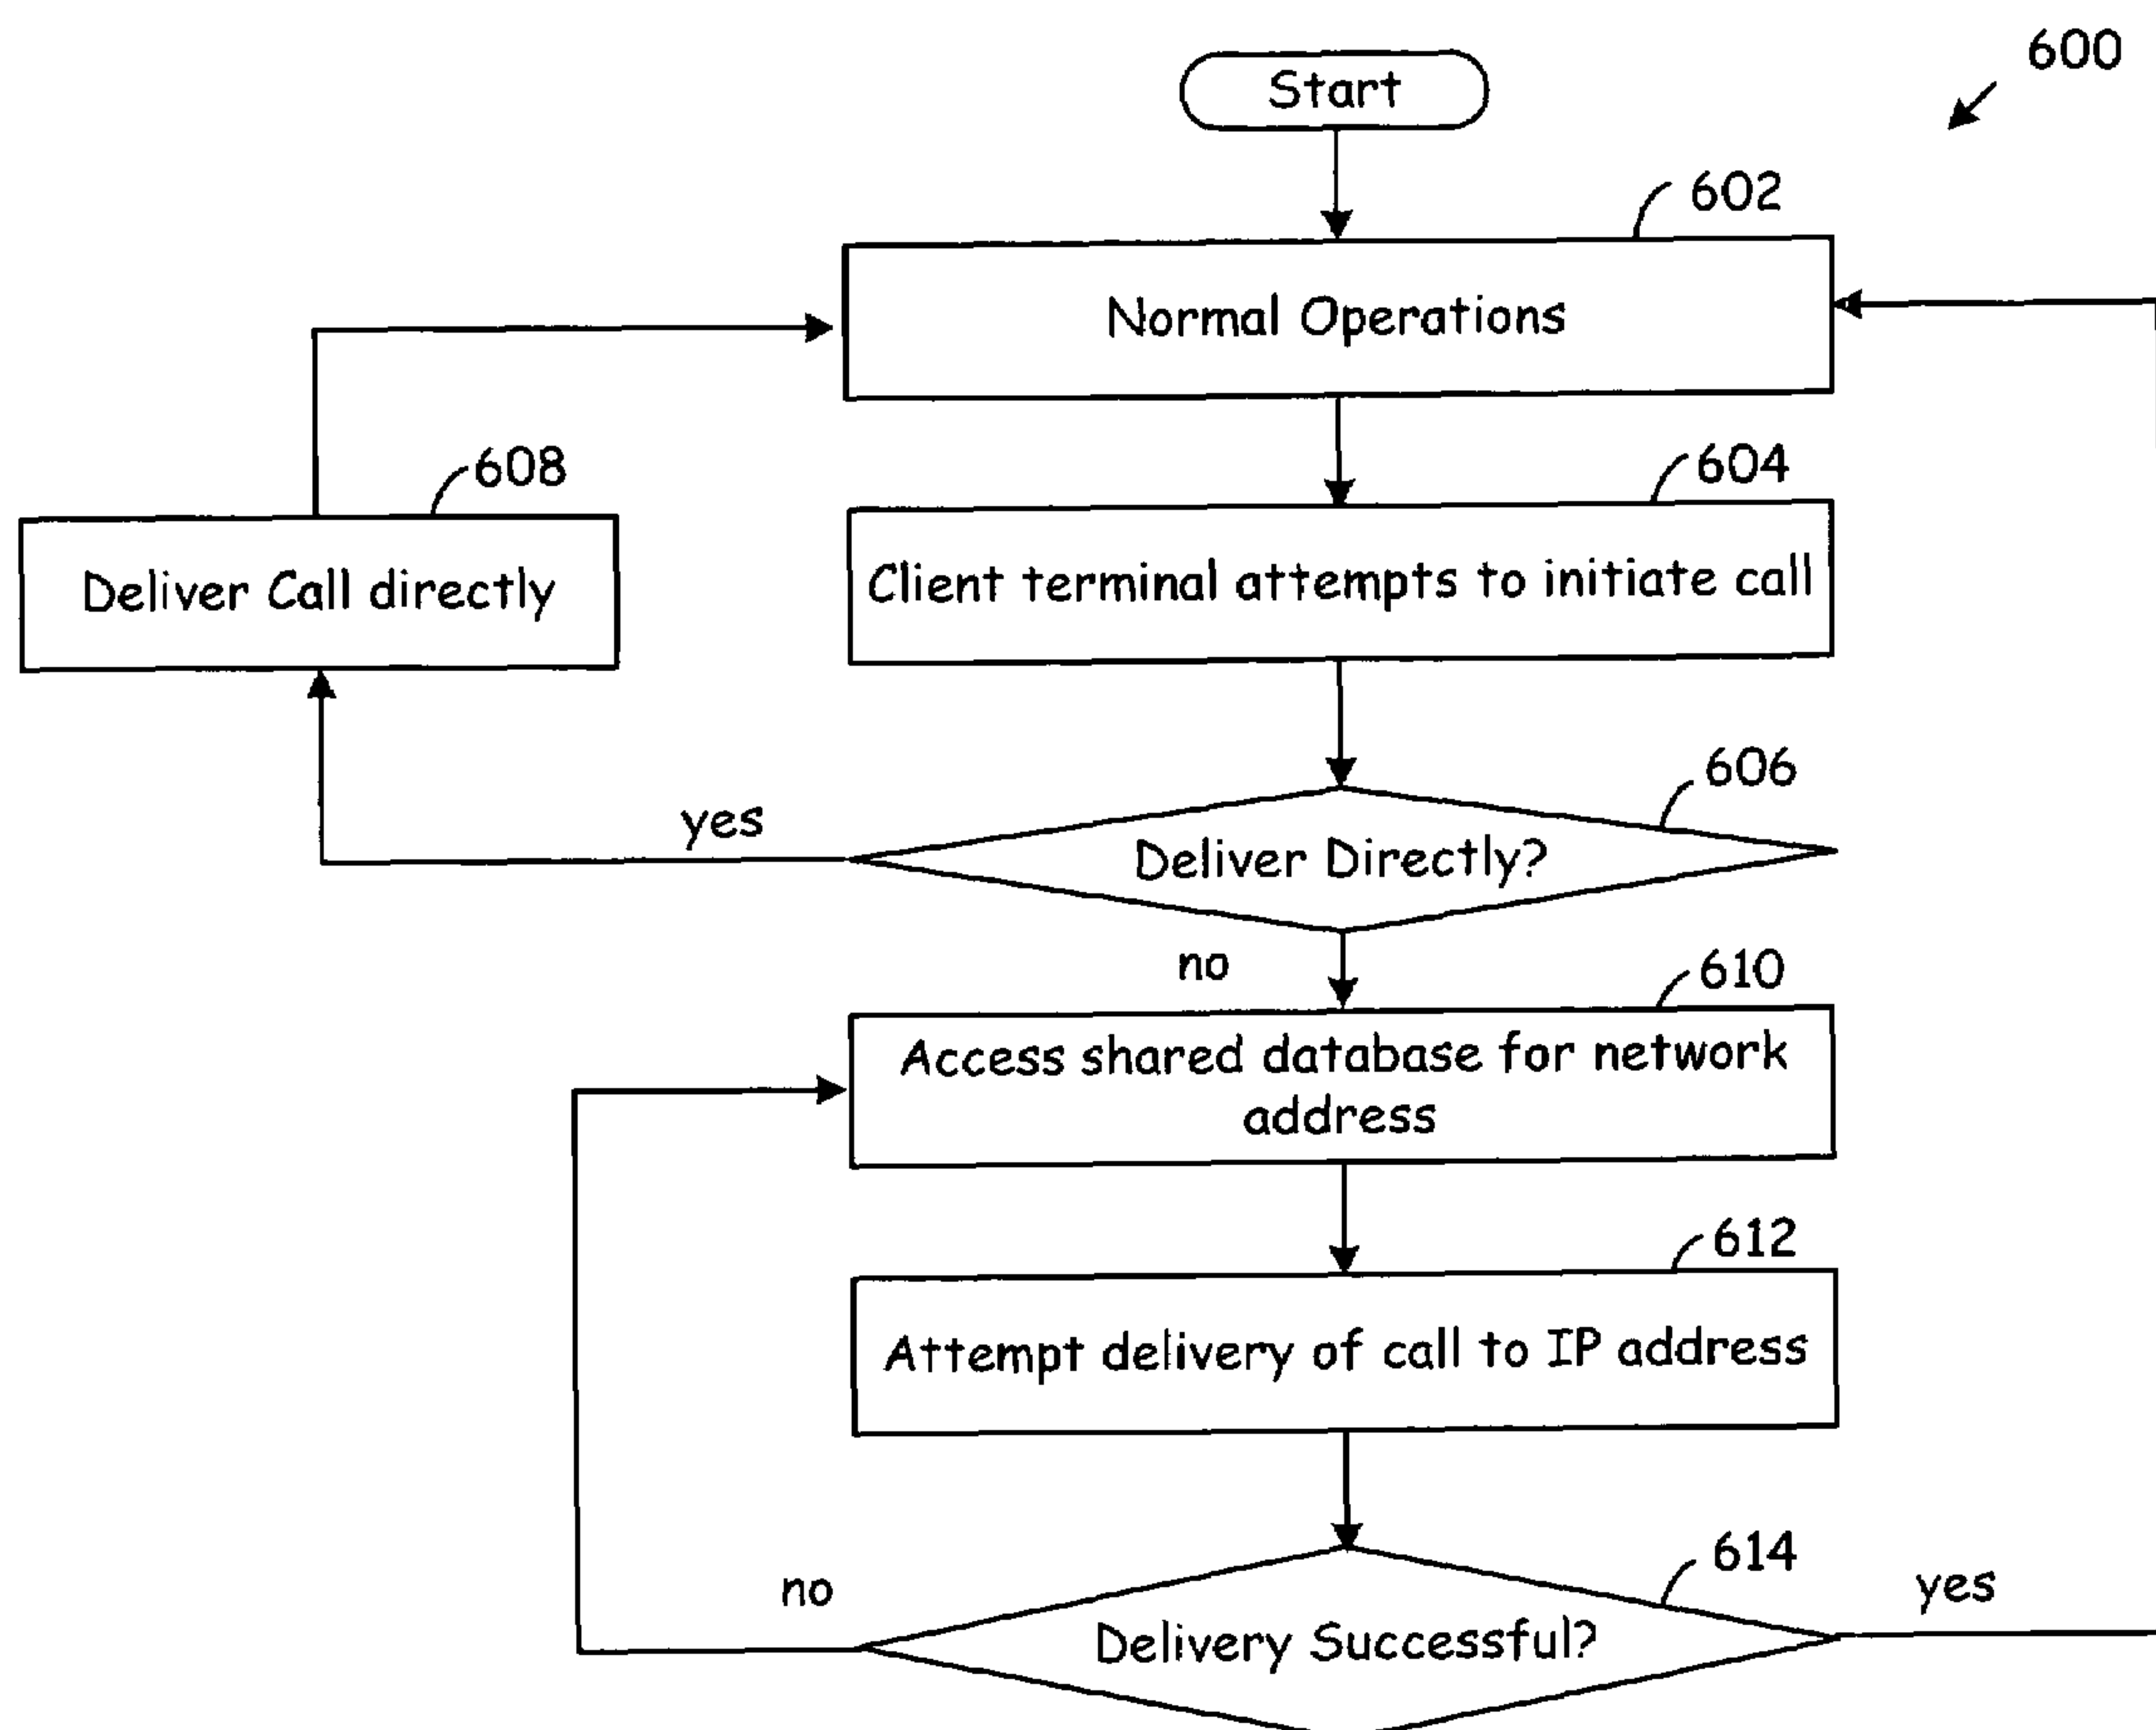 600
Start
602
Normal Operations
608
604
Deliver Call directly
Client terminal attempts to initiate call
606
yes
Deliver Directly?
no
610
Access shared database for network
address
612
Attempt delivery of call to IP address
614
no
yes
Delivery Successful?